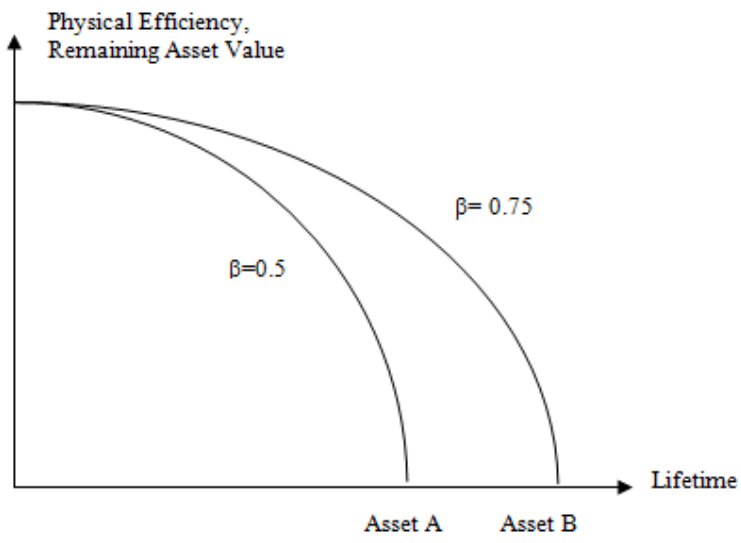 Physical Efficiency,
Remaining Asset Value
β= 0.75
β=0.5
Lifetime
Asset A
Asset B